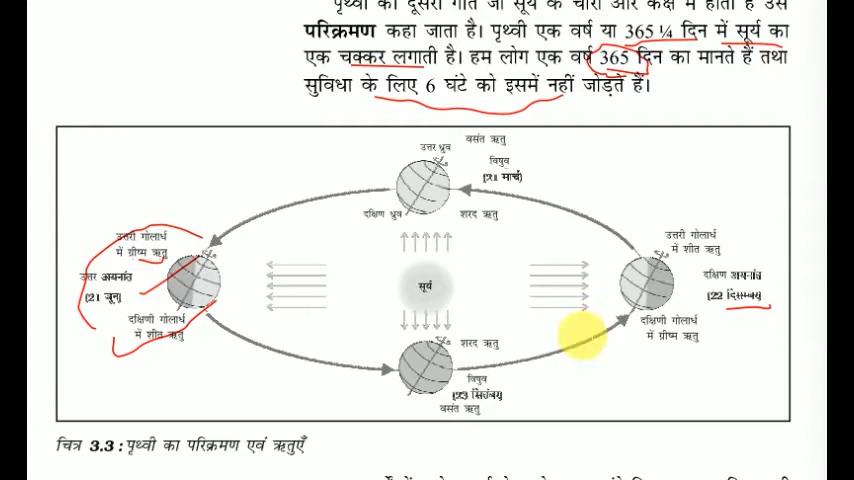 पृथ्वी की दूसरी गति जो सूर्य के चारों ओर कक्ष में होती है उसे
परिक्रमण कहा जाता है। पृथ्वी एक वर्ष या 365 ¼ दिन में सूर्य का
एक चक्कर लगाती है। हम लोग एक वर्ष 365 दिन का मानते हैं तथा
सुविधा के लिए 6 घंटे को इसमें नहीं जोड़ते हैं।
वसंत ऋतु
उत्तर ध्रुव
विषुव
(21 मार्च)
दक्षिण ध्रुव
शरद ऋतु
उत्तरी गोलार्ध
में ग्रीष्म ऋतु
उत्तर अयनांत
(21 जून)
दक्षिणी गोलार्ध
में शीत ऋतु
सूर्य
उत्तरी गोलार्ध
में शीत ऋतु
दक्षिण अयनांत
(22 दिसम्बर)
दक्षिणी गोलार्ध
में ग्रीष्म ऋतु
शरद ऋतु
विषुव
(23 सितंबर)
वसंत ऋतु
चित्र 3.3 : पृथ्वी का परिक्रमण एवं ऋतुएँ